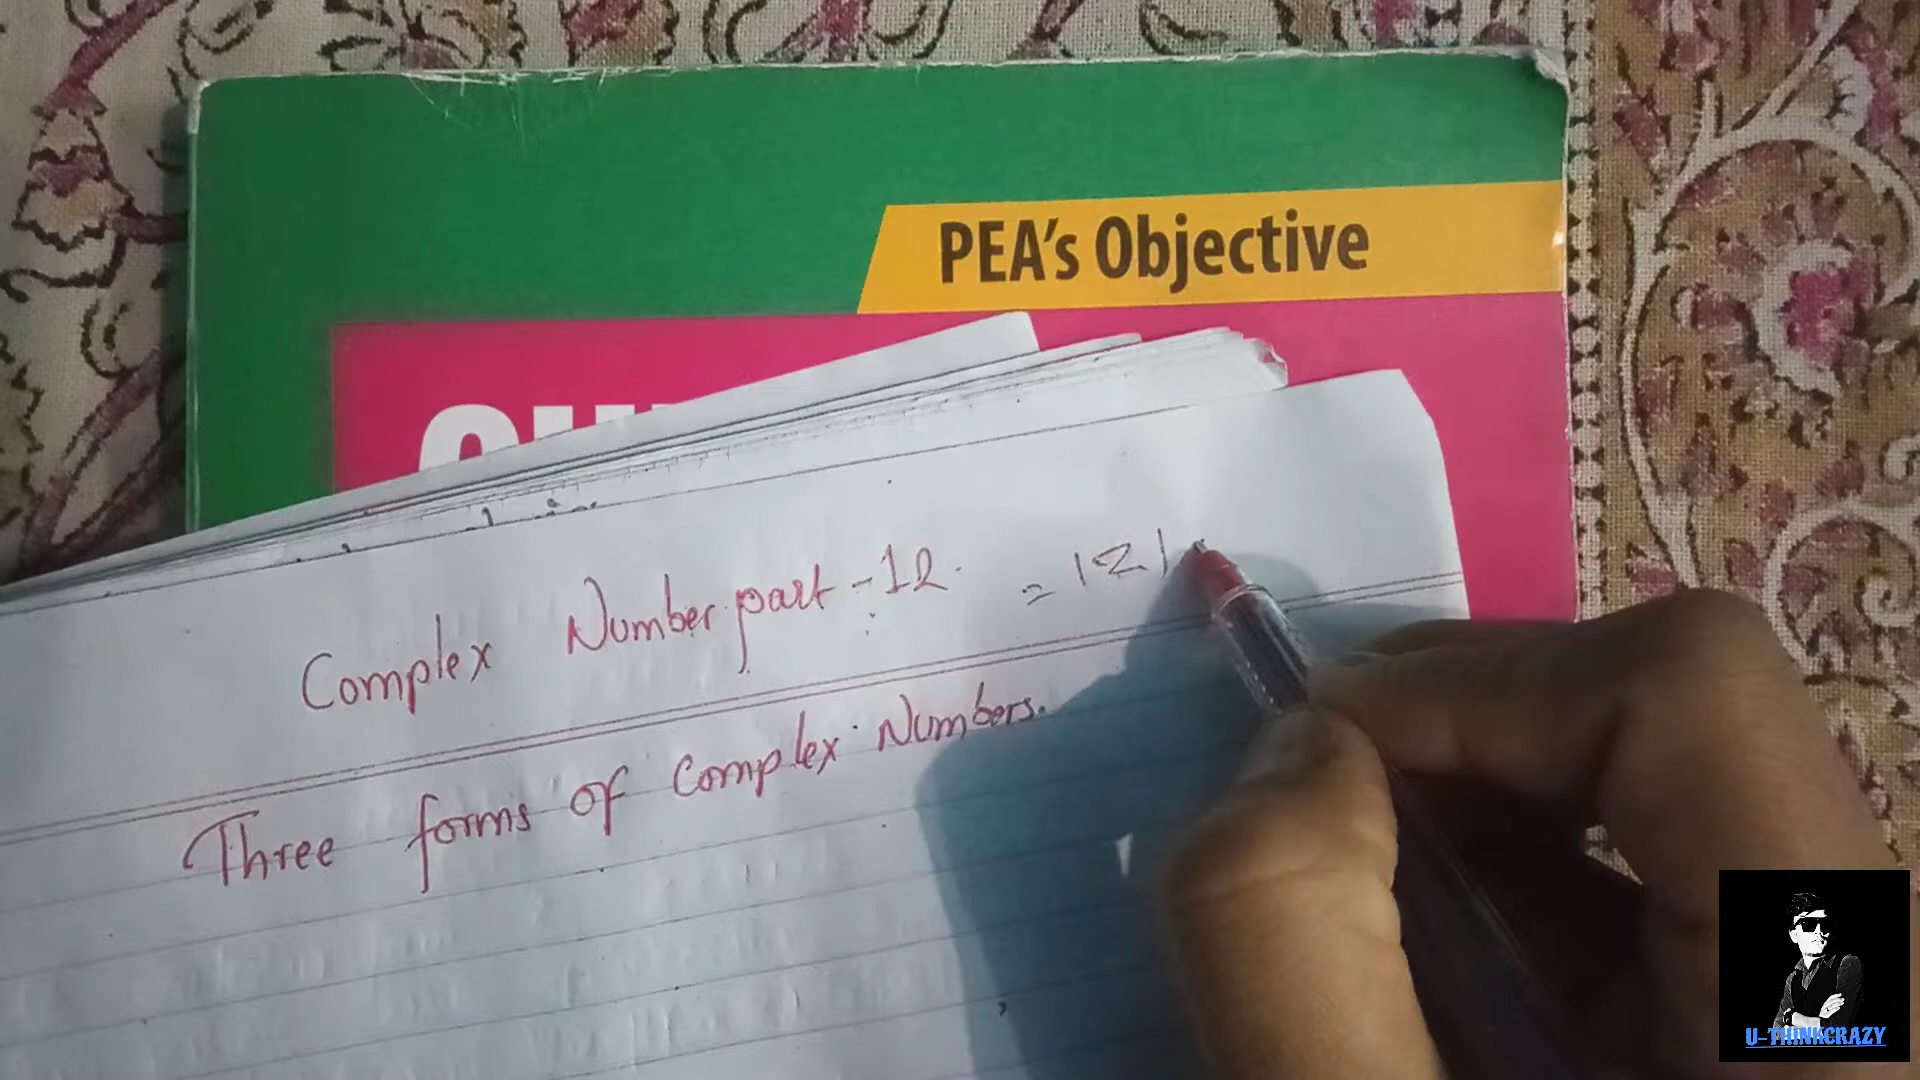 PEA's Objective
Complex Number part - 12. = |z|
Three forms of Complex Numbers.
U-THINKCRAZY